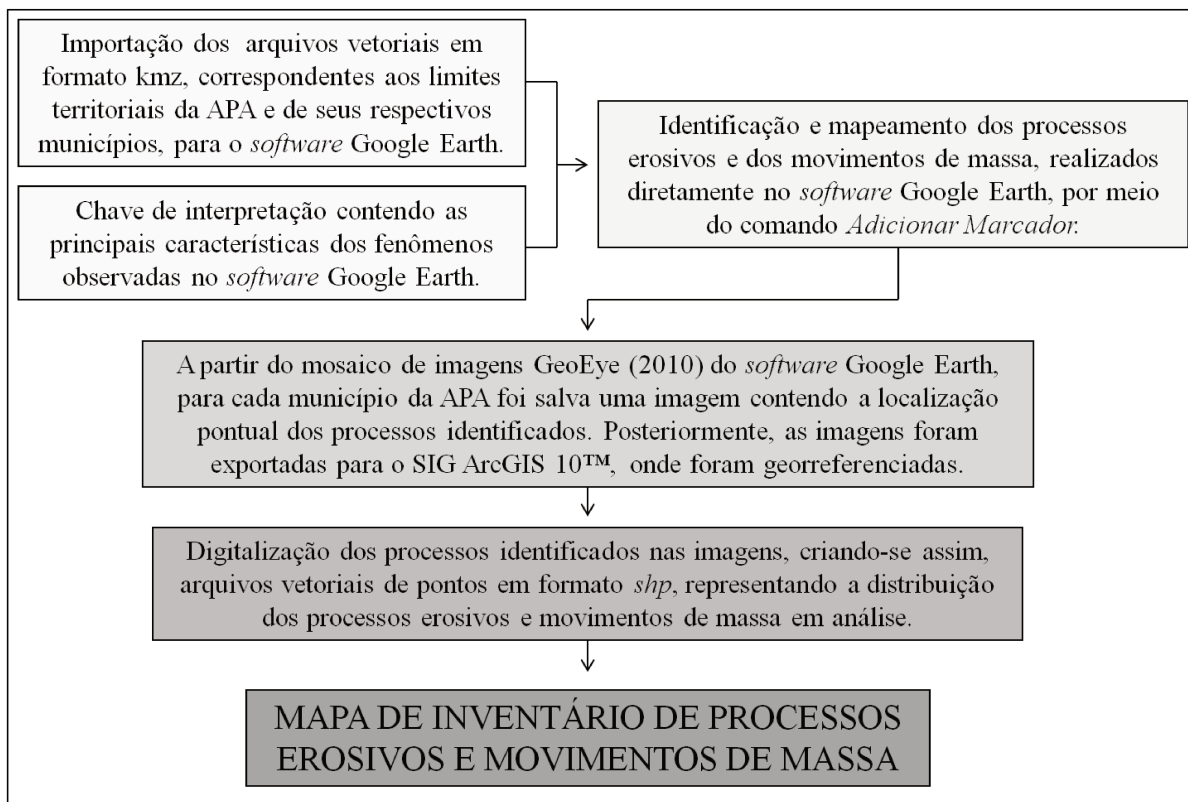 Importação dos arquivos vetoriais em
formato kmz, correspondentes aos limites
territoriais da APA e de seus respectivos
municípios, para o software Google Earth.
Chave de interpretação contendo as
principais características dos fenômenos
observadas no software Google Earth.
Identificação e mapeamento dos processos
erosivos e dos movimentos de massa, realizados
diretamente no software Google Earth, por meio
do comando Adicionar Marcador.
A partir do mosaico de imagens GeoEye (2010) do software Google Earth,
para cada município da APA foi salva uma imagem contendo a localização
pontual dos processos identificados. Posteriormente, as imagens foram
exportadas para o SIG ArcGIS 10™, onde foram georreferenciadas.
Digitalização dos processos identificados nas imagens, criando-se assim,
arquivos vetoriais de pontos em formato shp, representando a distribuição
dos processos erosivos e movimentos de massa em análise.
MAPA DE INVENTÁRIO DE PROCESSOS
EROSIVOS E MOVIMENTOS DE MASSA